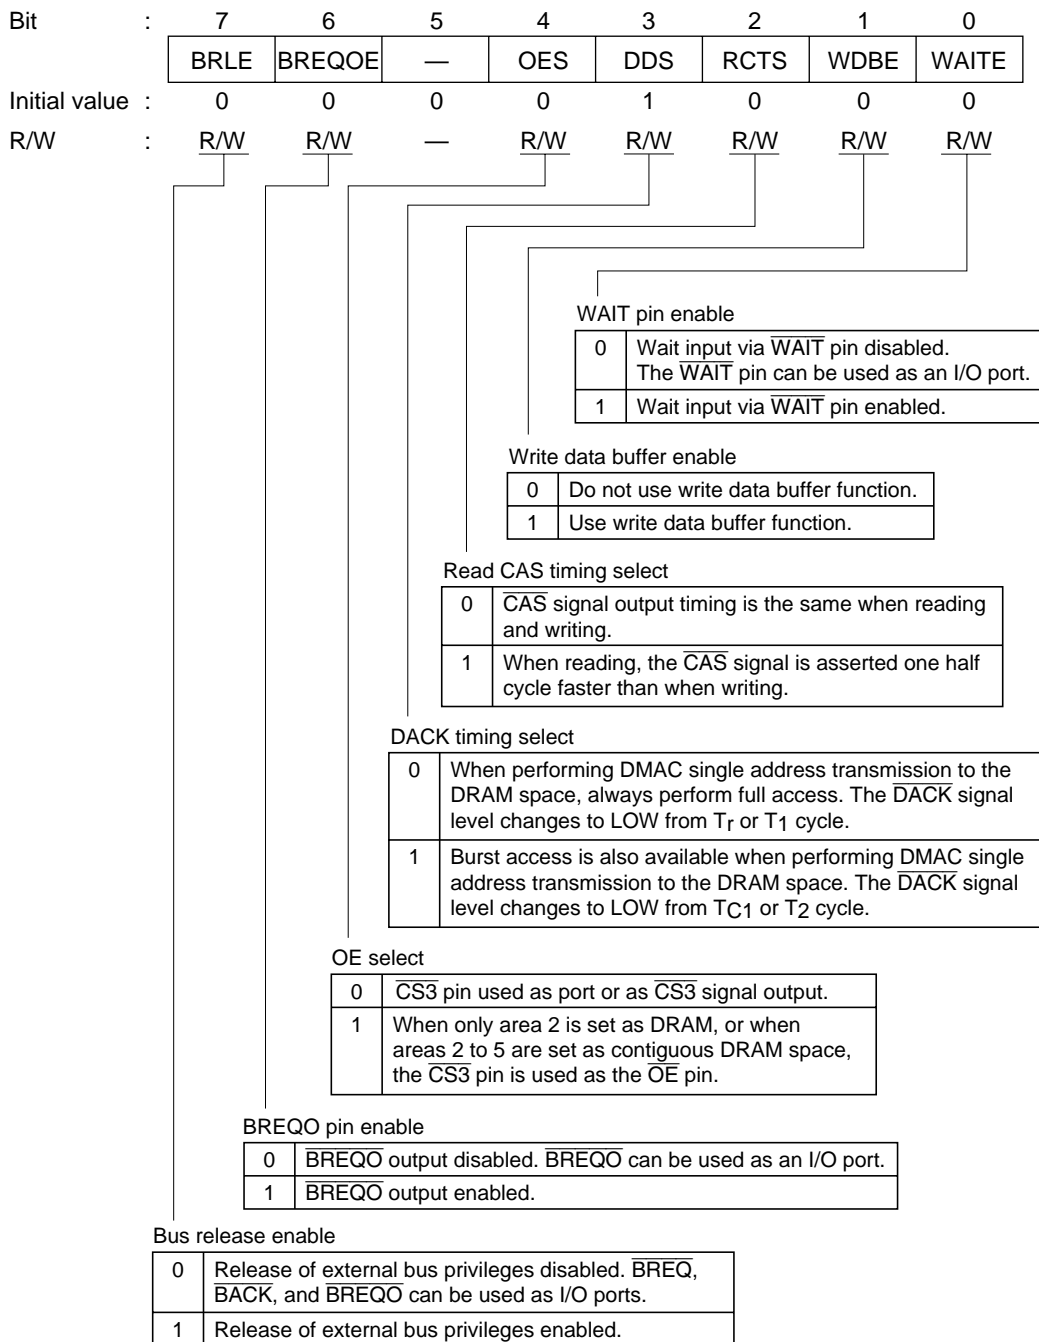 Bit : 7 6 5 4 3 2 1 0
BRLE BREQOE — OES DDS RCTS WDBE WAITE
Initial value : 0 0 0 0 1 0 0 0
R/W : R/W R/W — R/W R/W R/W R/W R/W
WAIT pin enable
0 Wait input via WAIT pin disabled.
The WAIT pin can be used as an I/O port.
1 Wait input via WAIT pin enabled.
Write data buffer enable
0 Do not use write data buffer function.
1 Use write data buffer function.
Read CAS timing select
0 CAS signal output timing is the same when reading
and writing.
1 When reading, the CAS signal is asserted one half
cycle faster than when writing.
DACK timing select
0 When performing DMAC single address transmission to the
DRAM space, always perform full access. The DACK signal
level changes to LOW from Tr or T1 cycle.
1 Burst access is also available when performing DMAC single
address transmission to the DRAM space. The DACK signal
level changes to LOW from TC1 or T2 cycle.
OE select
0 CS3 pin used as port or as CS3 signal output.
1 When only area 2 is set as DRAM, or when
areas 2 to 5 are set as contiguous DRAM space,
the CS3 pin is used as the OE pin.
BREQO pin enable
0 BREQO output disabled. BREQO can be used as an I/O port.
1 BREQO output enabled.
Bus release enable
0 Release of external bus privileges disabled. BREQ,
BACK, and BREQO can be used as I/O ports.
1 Release of external bus privileges enabled.